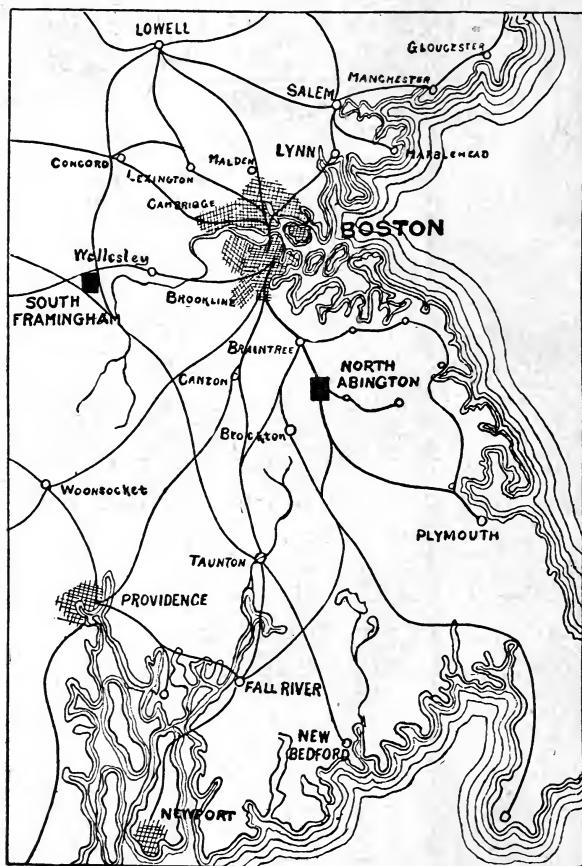 LOWELL
GLOUCESTER
MANCHESTER
SALEM
LYNN
MARBLEHEAD
CONCORD
LEXINGTON
MALDEN
CAMBRIDGE
BOSTON
Wellesley
SOUTH
FRAMINGHAM
BROOKLINE
BRAINTREE
NORTH
ABINGTON
CANTON
BROCKTON
WOONSOCKET
PLYMOUTH
TAUNTON
PROVIDENCE
FALL RIVER
NEW
BEDFORD
NEWPORT